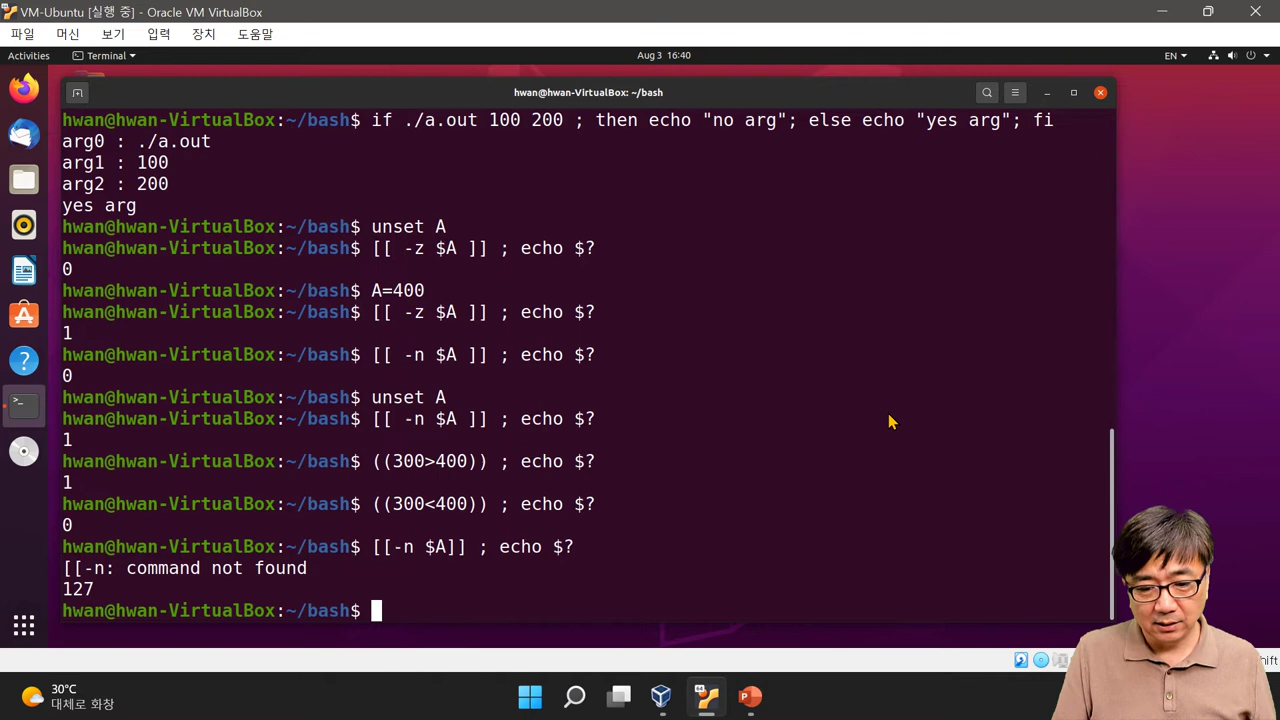 VM-Ubuntu [실행 중] - Oracle VM VirtualBox
파일 머신 보기 입력 장치 도움말
Activities Terminal Aug 3 16:40 EN
hwan@hwan-VirtualBox: ~/bash
hwan@hwan-VirtualBox:~/bash$ if ./a.out 100 200 ; then echo "no arg"; else echo "yes arg"; fi
arg0 : ./a.out
arg1 : 100
arg2 : 200
yes arg
hwan@hwan-VirtualBox:~/bash$ unset A
hwan@hwan-VirtualBox:~/bash$ [[ -z $A ]] ; echo $?
0
hwan@hwan-VirtualBox:~/bash$ A=400
hwan@hwan-VirtualBox:~/bash$ [[ -z $A ]] ; echo $?
1
hwan@hwan-VirtualBox:~/bash$ [[ -n $A ]] ; echo $?
0
hwan@hwan-VirtualBox:~/bash$ unset A
hwan@hwan-VirtualBox:~/bash$ [[ -n $A ]] ; echo $?
1
hwan@hwan-VirtualBox:~/bash$ ((300>400)) ; echo $?
1
hwan@hwan-VirtualBox:~/bash$ ((300<400)) ; echo $?
0
hwan@hwan-VirtualBox:~/bash$ [[-n $A]] ; echo $?
[[-n: command not found
127
hwan@hwan-VirtualBox:~/bash$
30°C
대체로 화창